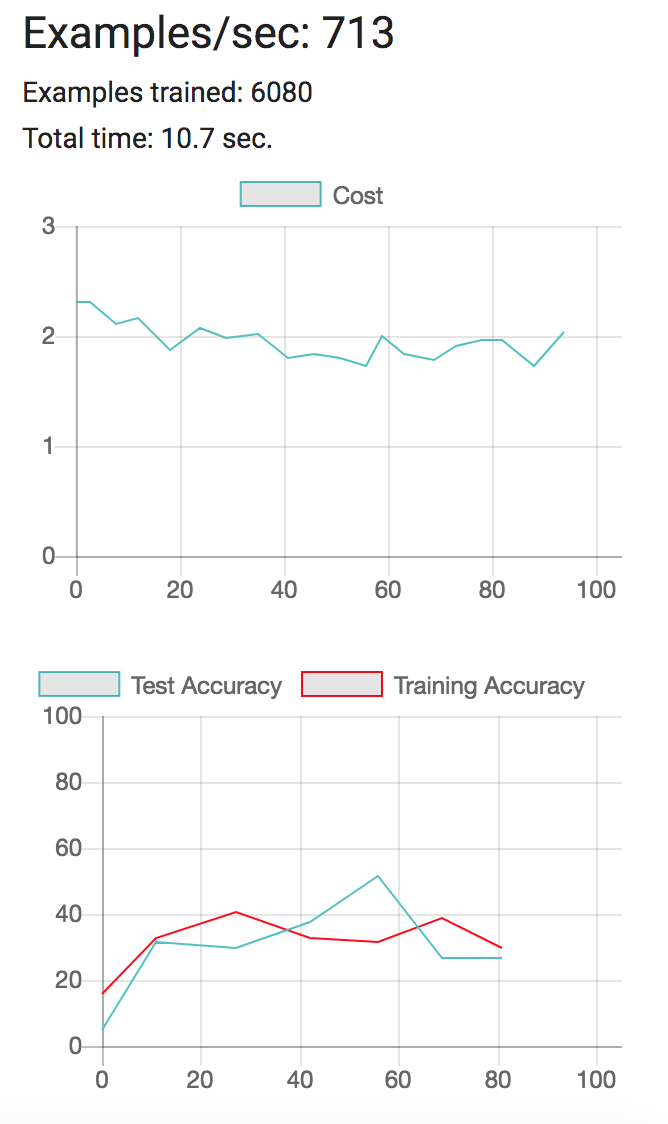 Examples/sec: 713
Examples trained: 6080
Total time: 10.7 sec.
Cost
3
2
1
0
0 20 40 60 80 100
Test Accuracy Training Accuracy
100
80
60
40
20
0
0 20 40 60 80 100